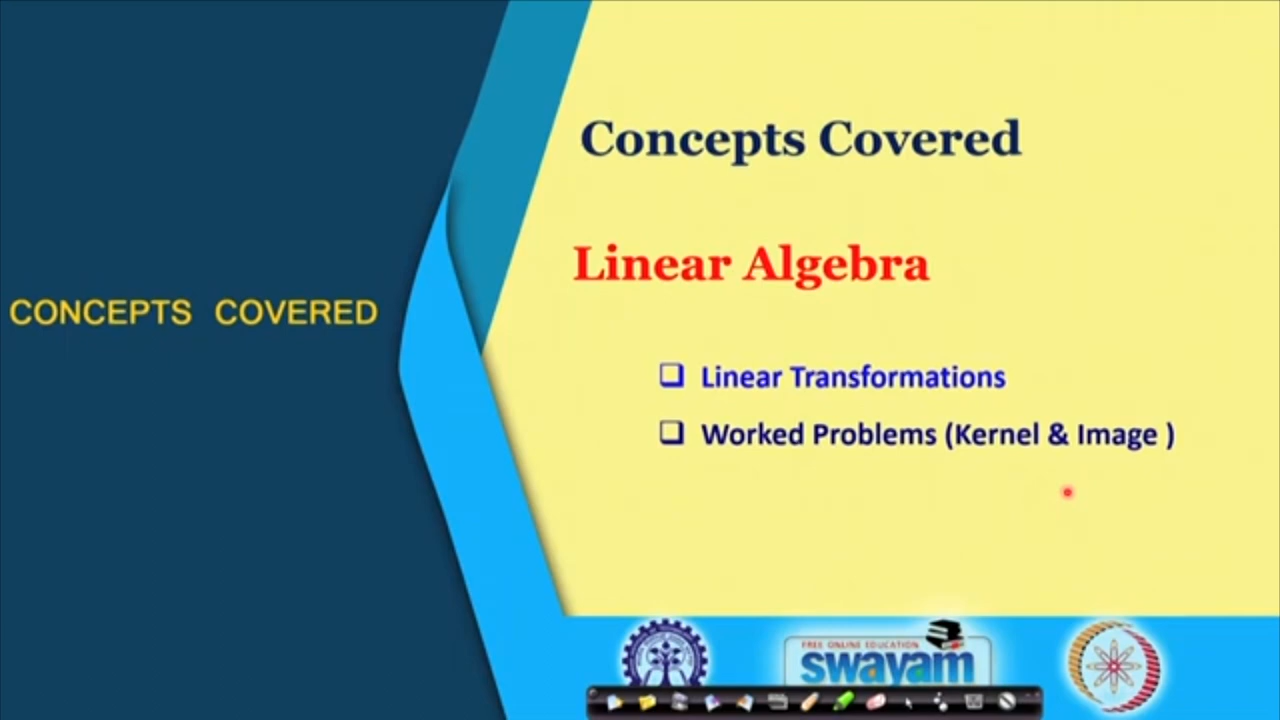 Concepts Covered
Linear Algebra
CONCEPTS COVERED
Linear Transformations
Worked Problems (Kernel & Image )
FREE ONLINE EDUCATION
swayam